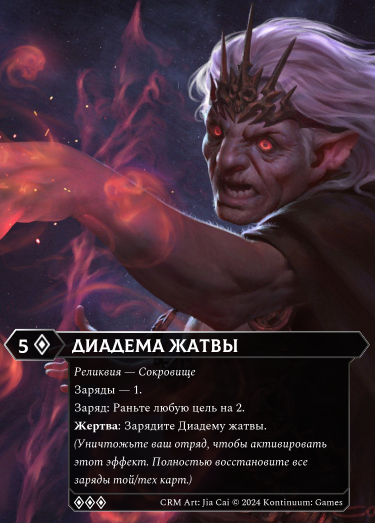 5 ДИАДЕМА ЖАТВЫ
Реликвия — Сокровище
Заряды — 1.
Заряд: Раньте любую цель на 2.
Жертва: Зарядите Диадему жатвы.
(Уничтожьте ваш отряд, чтобы активировать
этот эффект. Полностью восстановите все
заряды той/тех карт.)
CRM Art: Jia Cai © 2024 Kontinuum: Games